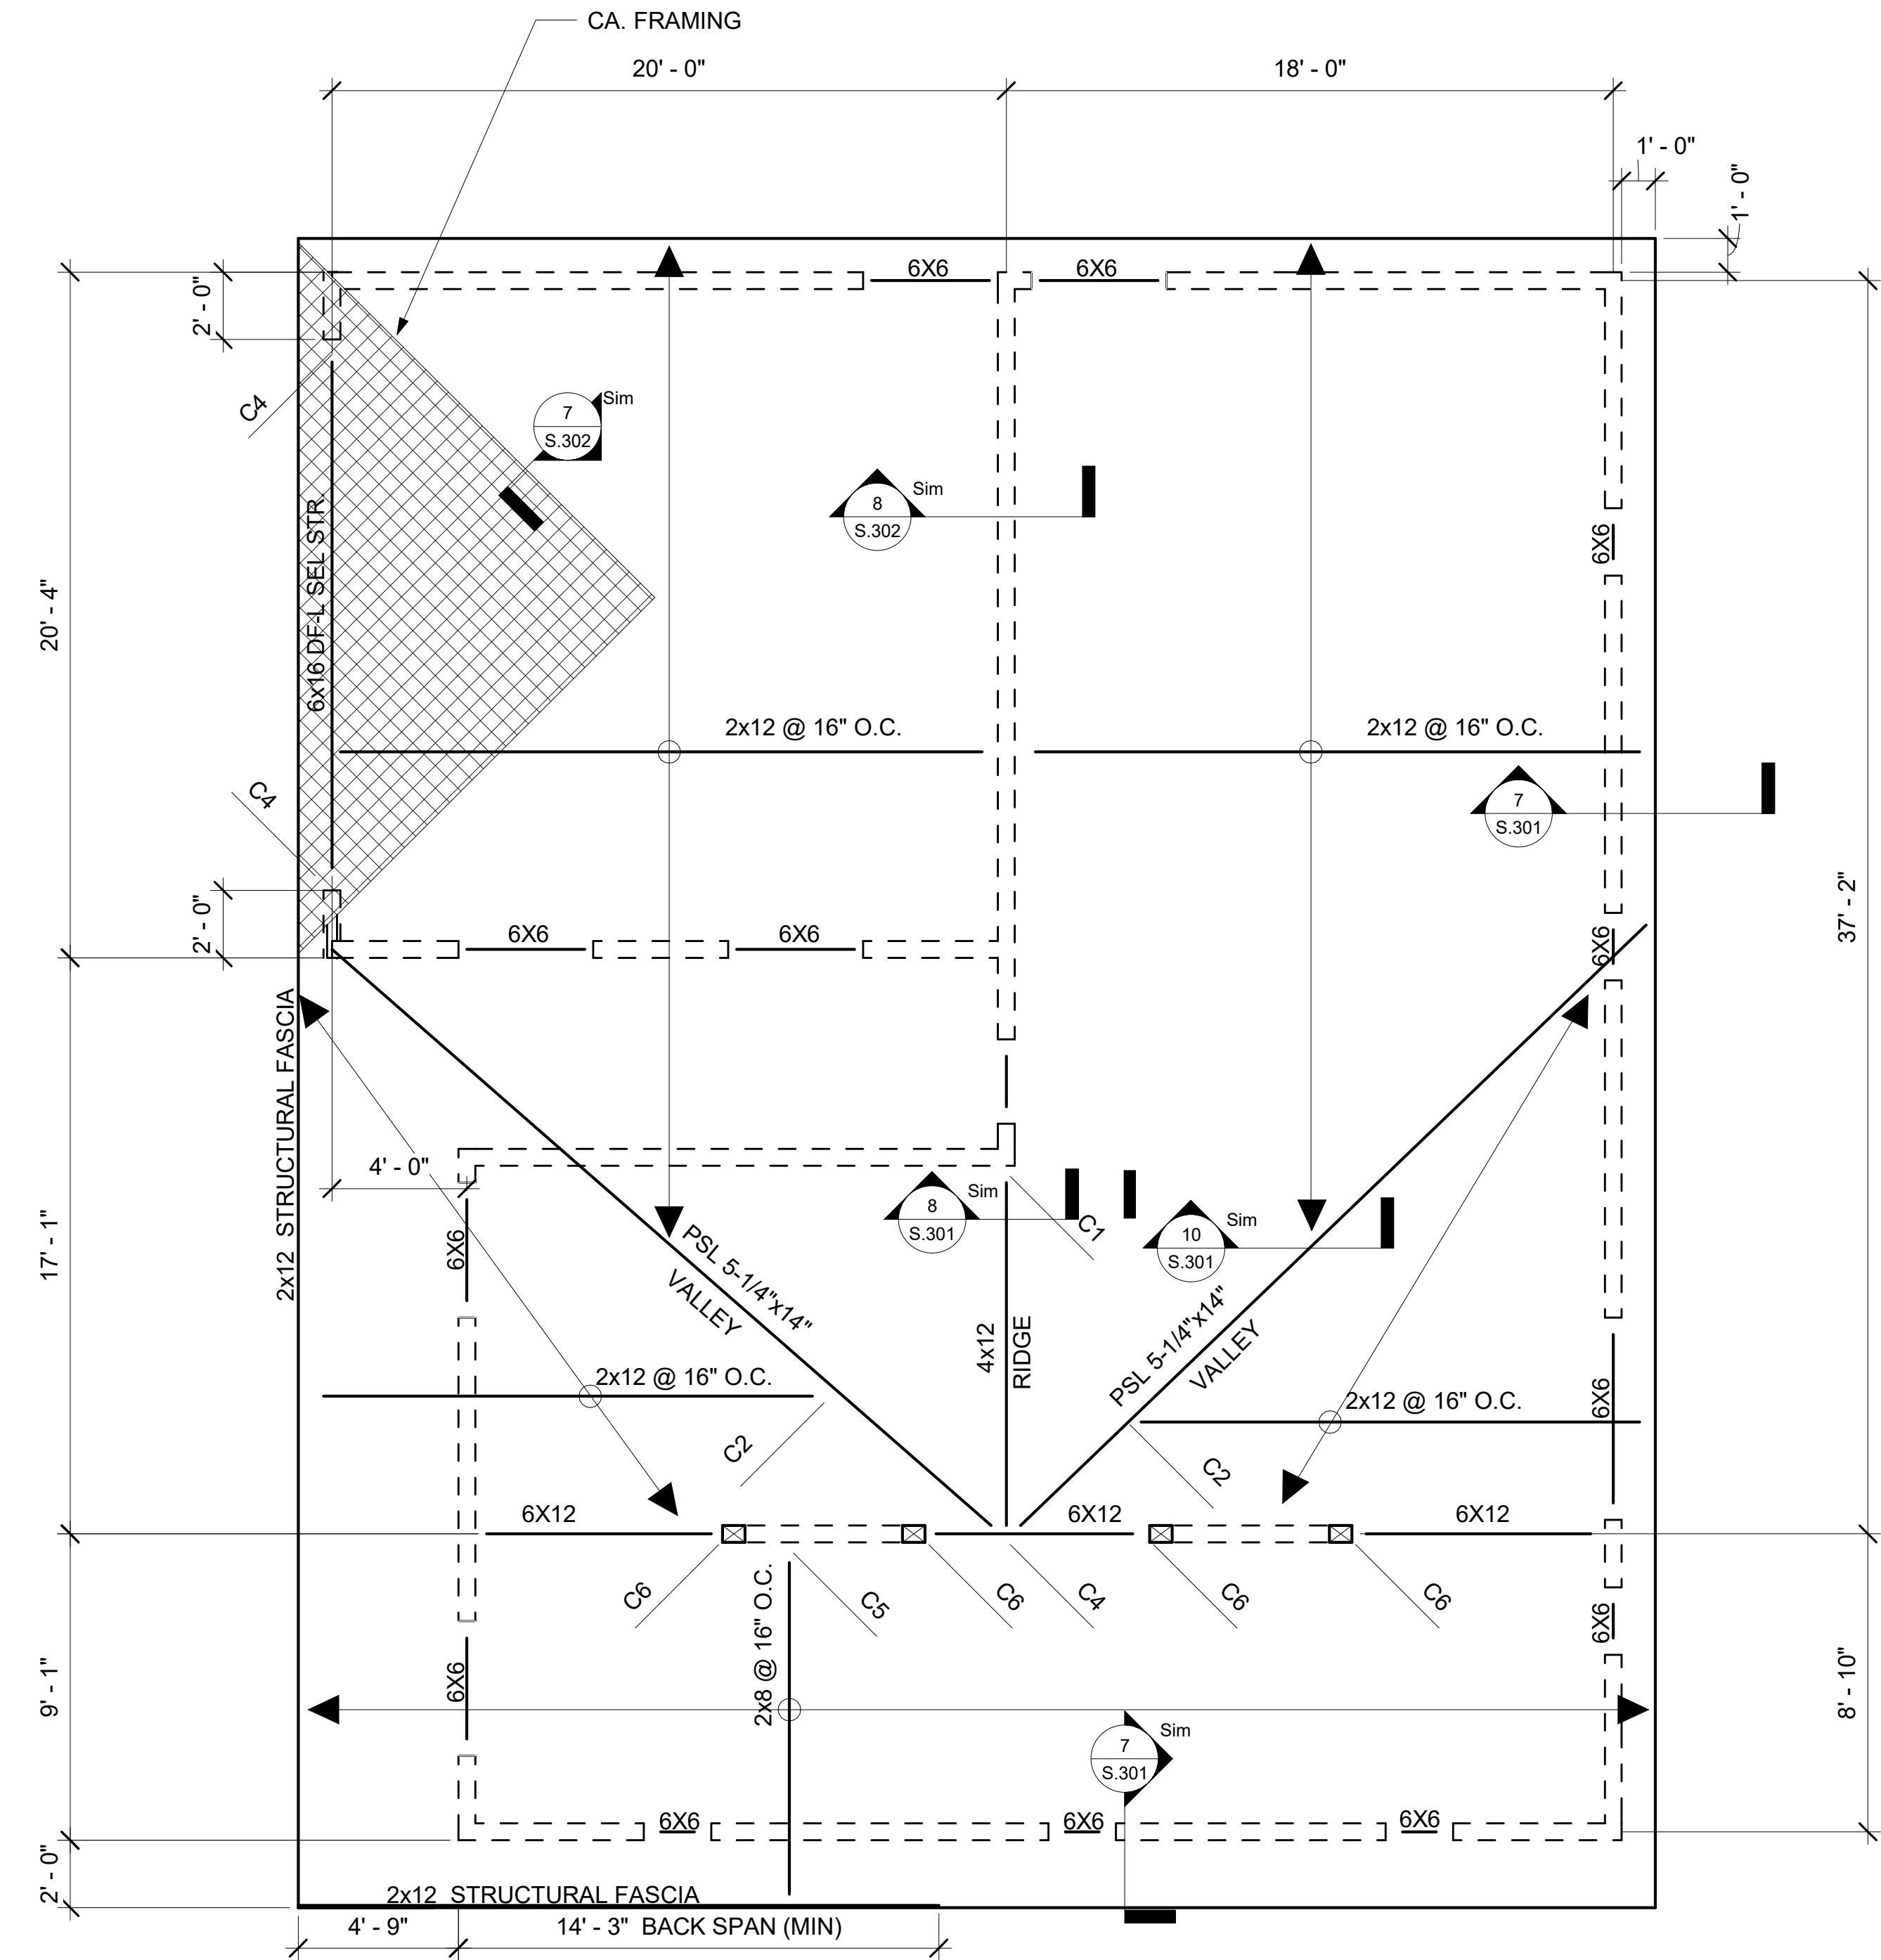 CA. FRAMING
20' - 0"
18' - 0"
1' - 0"
1' - 0"
6X6
6X6
2' - 0"
C4
7
S.302
Sim
8
S.302
Sim
6x16 DF-L SEL STR
6X6
20' - 4"
2x12 @ 16" O.C.
2x12 @ 16" O.C.
C4
7
S.301
2' - 0"
6X6
6X6
6X6
37' - 2"
2x12 STRUCTURAL FASCIA
4' - 0"
8
S.301
Sim
C1
10
S.301
Sim
17' - 1"
6X6
PSL 5-1/4"x14"
VALLEY
4x12
RIDGE
PSL 5-1/4"x14"
VALLEY
2x12 @ 16" O.C.
2x12 @ 16" O.C.
6X6
C2
C2
6X12
6X12
6X12
C6
C5
C6
C4
C6
C6
2x8 @ 16" O.C.
6X6
6X6
9' - 1"
8' - 10"
7
S.301
Sim
6X6
6X6
6X6
2' - 0"
2x12 STRUCTURAL FASCIA
4' - 9"
14' - 3" BACK SPAN (MIN)